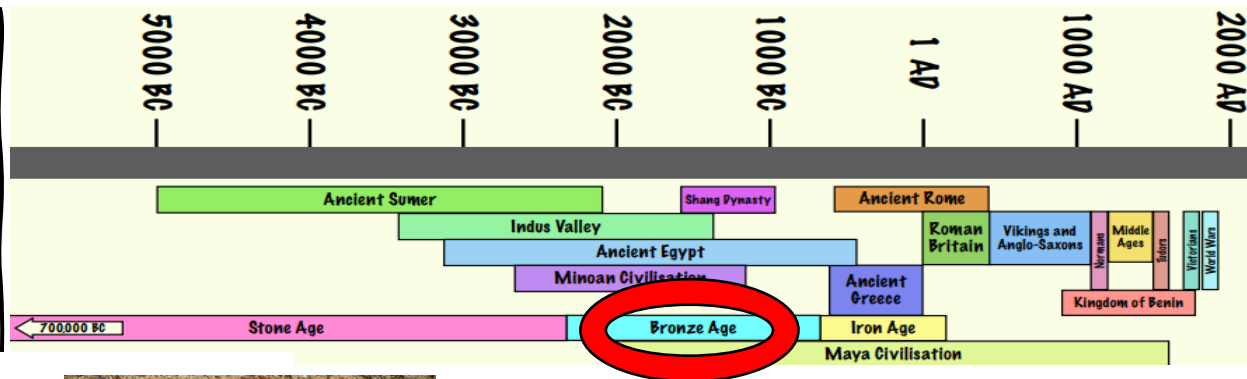 5000 BC
4000 BC
3000 BC
2000 BC
1000 BC
1 AD
1000 AD
2000 AD
Ancient Sumer
Shang Dynasty
Ancient Rome
Indus Valley
Roman
Britain
Vikings and
Anglo-Saxons
Normans
Middle
Ages
Tudors
Victorians
World Wars
Ancient Egypt
Minoan Civilisation
Ancient
Greece
Kingdom of Benin
700,000 BC
Stone Age
Bronze Age
Iron Age
Maya Civilisation